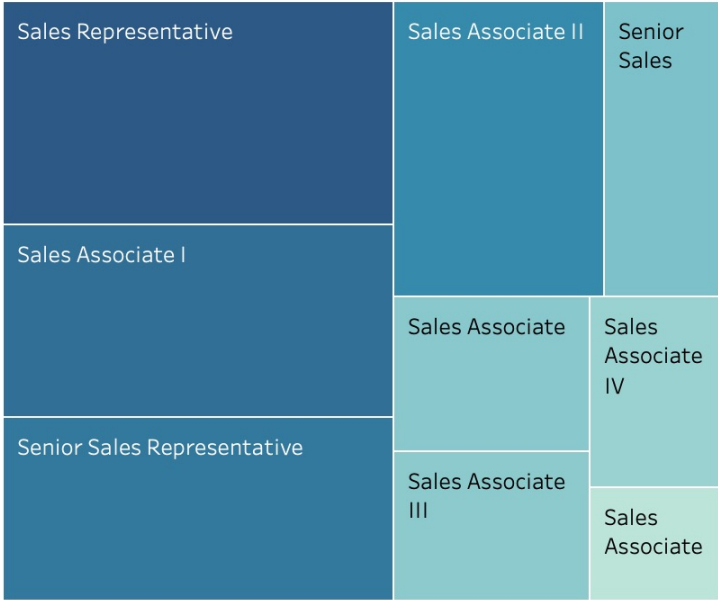 Sales Representative
Sales Associate I
Senior Sales Representative
Sales Associate II
Senior
Sales
Sales Associate
Sales Associate
III
Sales
Associate
IV
Sales
Associate